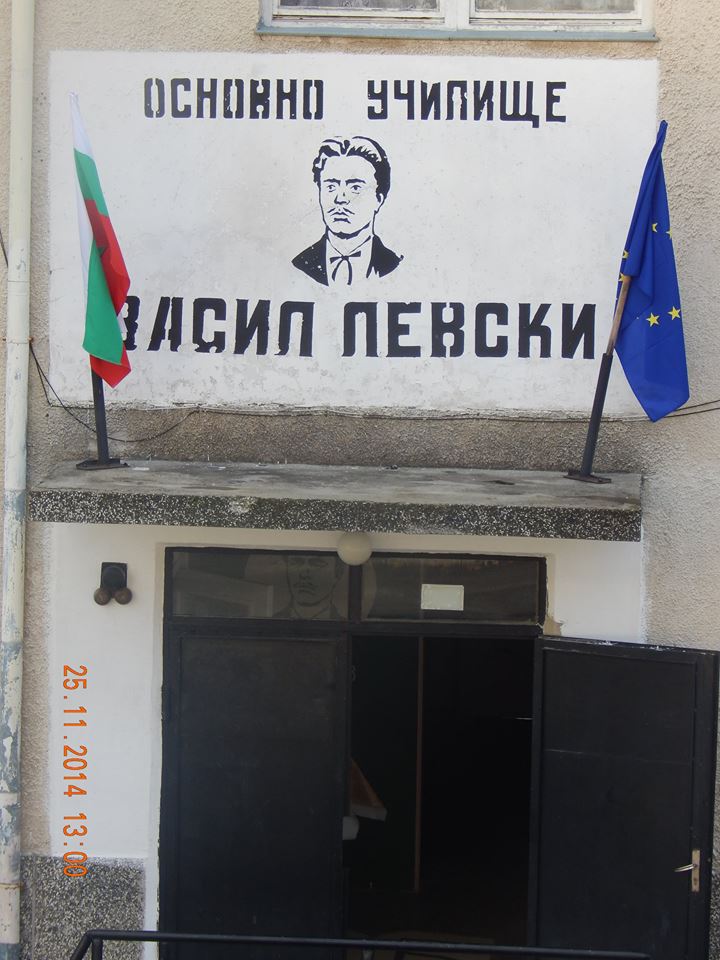 ОСНОВНО УЧИЛИЩЕ
ВАСИЛ ЛЕВСКИ
25.11.2014 13:00